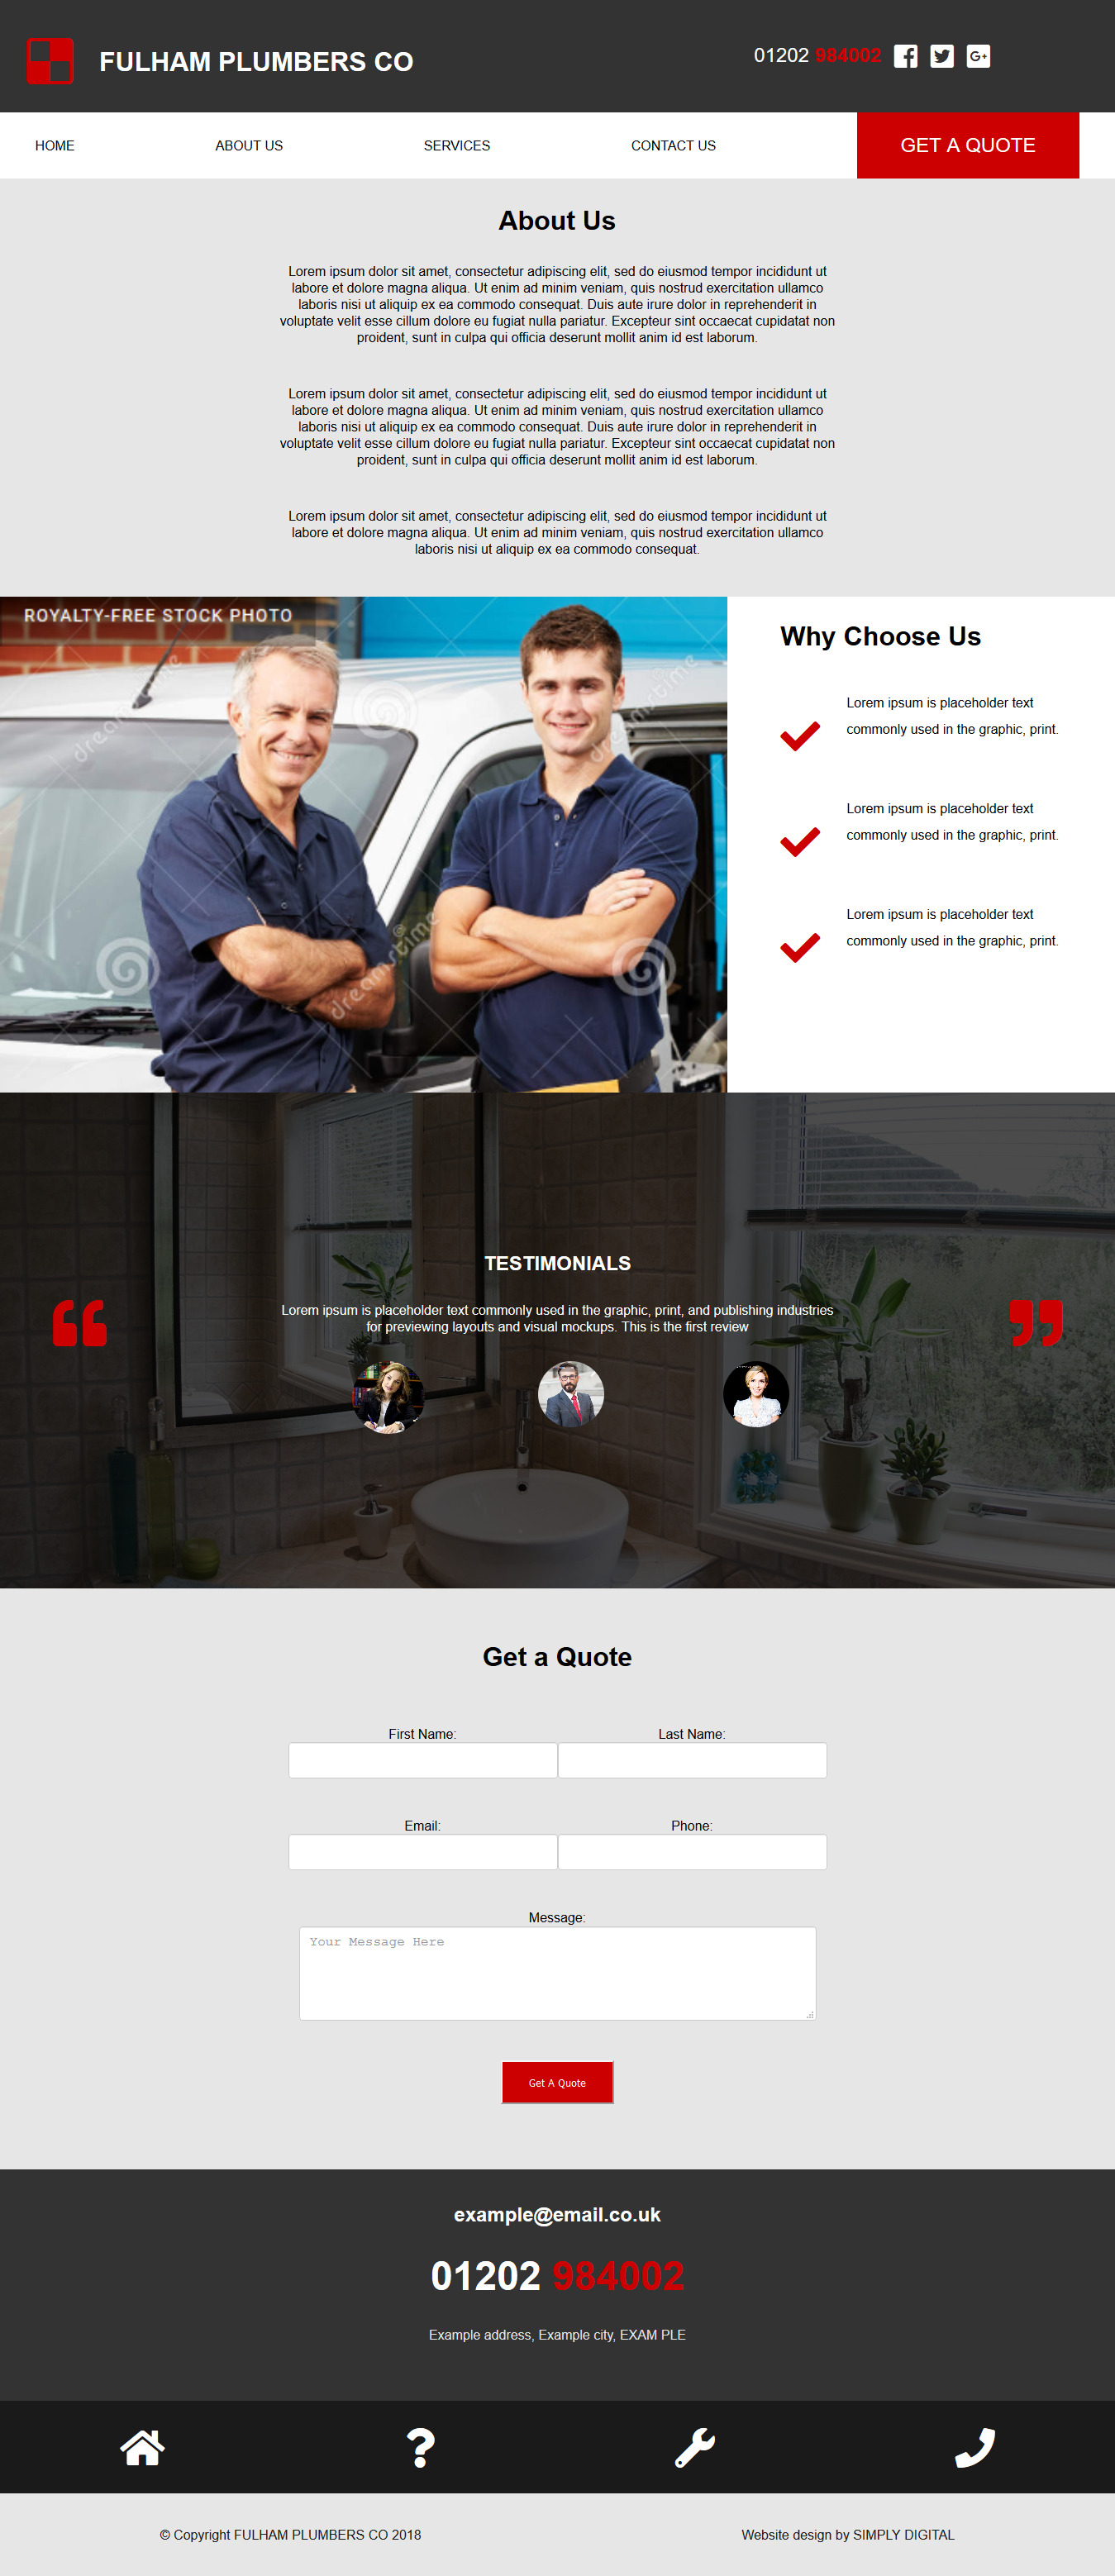 FULHAM PLUMBERS CO
01202 984002
G+
HOME
ABOUT US
SERVICES
CONTACT US
GET A QUOTE
About Us
Lorem ipsum dolor sit amet, consectetur adipiscing elit, sed do eiusmod tempor incididunt ut
labore et dolore magna aliqua. Ut enim ad minim veniam, quis nostrud exercitation ullamco
laboris nisi ut aliquip ex ea commodo consequat. Duis aute irure dolor in reprehenderit in
voluptate velit esse cillum dolore eu fugiat nulla pariatur. Excepteur sint occaecat cupidatat non
proident, sunt in culpa qui officia deserunt mollit anim id est laborum.
Lorem ipsum dolor sit amet, consectetur adipiscing elit, sed do eiusmod tempor incididunt ut
labore et dolore magna aliqua. Ut enim ad minim veniam, quis nostrud exercitation ullamco
laboris nisi ut aliquip ex ea commodo consequat. Duis aute irure dolor in reprehenderit in
voluptate velit esse cillum dolore eu fugiat nulla pariatur. Excepteur sint occaecat cupidatat non
proident, sunt in culpa qui officia deserunt mollit anim id est laborum.
Lorem ipsum dolor sit amet, consectetur adipiscing elit, sed do eiusmod tempor incididunt ut
labore et dolore magna aliqua. Ut enim ad minim veniam, quis nostrud exercitation ullamco
laboris nisi ut aliquip ex ea commodo consequat.
ROYALTY-FREE STOCK PHOTO
dreamstime
dreamstime
dreamstime
Why Choose Us
Lorem ipsum is placeholder text
commonly used in the graphic, print.
Lorem ipsum is placeholder text
commonly used in the graphic, print.
Lorem ipsum is placeholder text
commonly used in the graphic, print.
TESTIMONIALS
Lorem ipsum is placeholder text commonly used in the graphic, print, and publishing industries
for previewing layouts and visual mockups. This is the first review
Get a Quote
First Name:
Last Name:
Email:
Phone:
Message:
Your Message Here
Get A Quote
example@email.co.uk
01202 984002
Example address, Example city, EXAM PLE
© Copyright FULHAM PLUMBERS CO 2018
Website design by SIMPLY DIGITAL